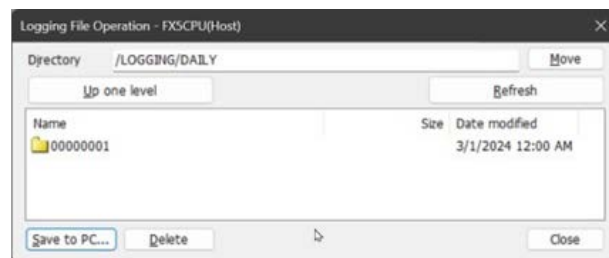 Logging File Operation - FX5CPU(Host)
Directory /LOGGING/DAILY Move
Up one level Refresh
Name Size Date modified
00000001 3/1/2024 12:00 AM
Save to PC... Delete Close